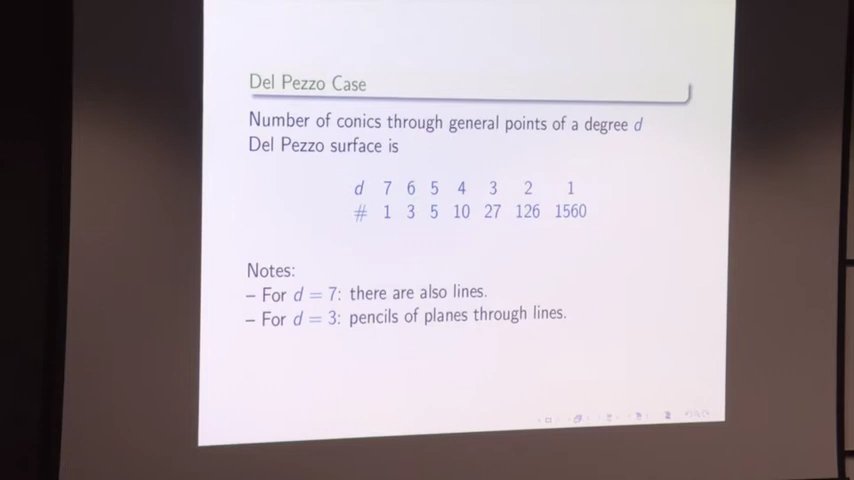 Del Pezzo Case
Number of conics through general points of a degree d
Del Pezzo surface is
d 7 6 5 4 3 2 1
# 1 3 5 10 27 126 1560
Notes:
– For d = 7: there are also lines.
– For d = 3: pencils of planes through lines.